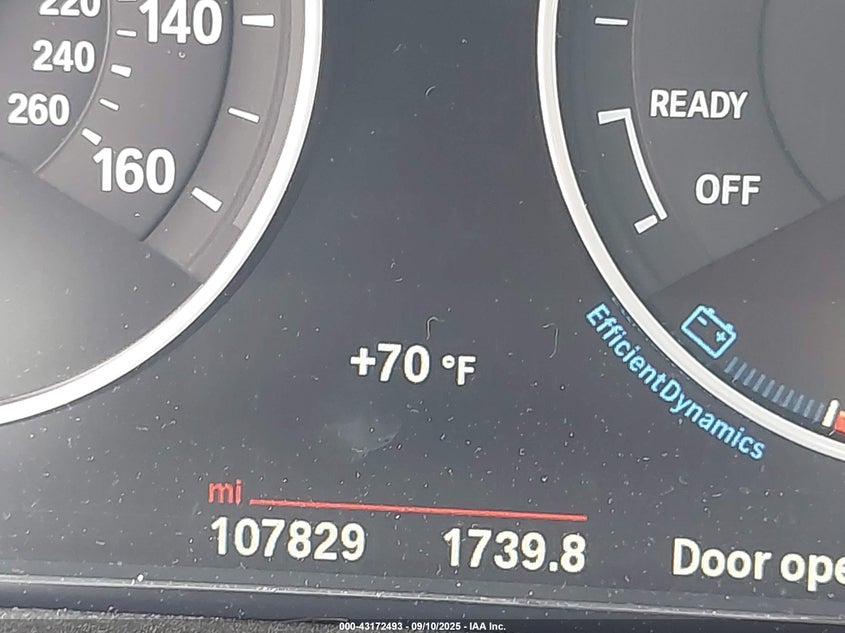 220
240
260
140
160
READY
OFF
+70 °F
EfficientDynamics
mi
107829 1739.8 Door ope
000-43172493 - 09/10/2025 - IAA Inc.